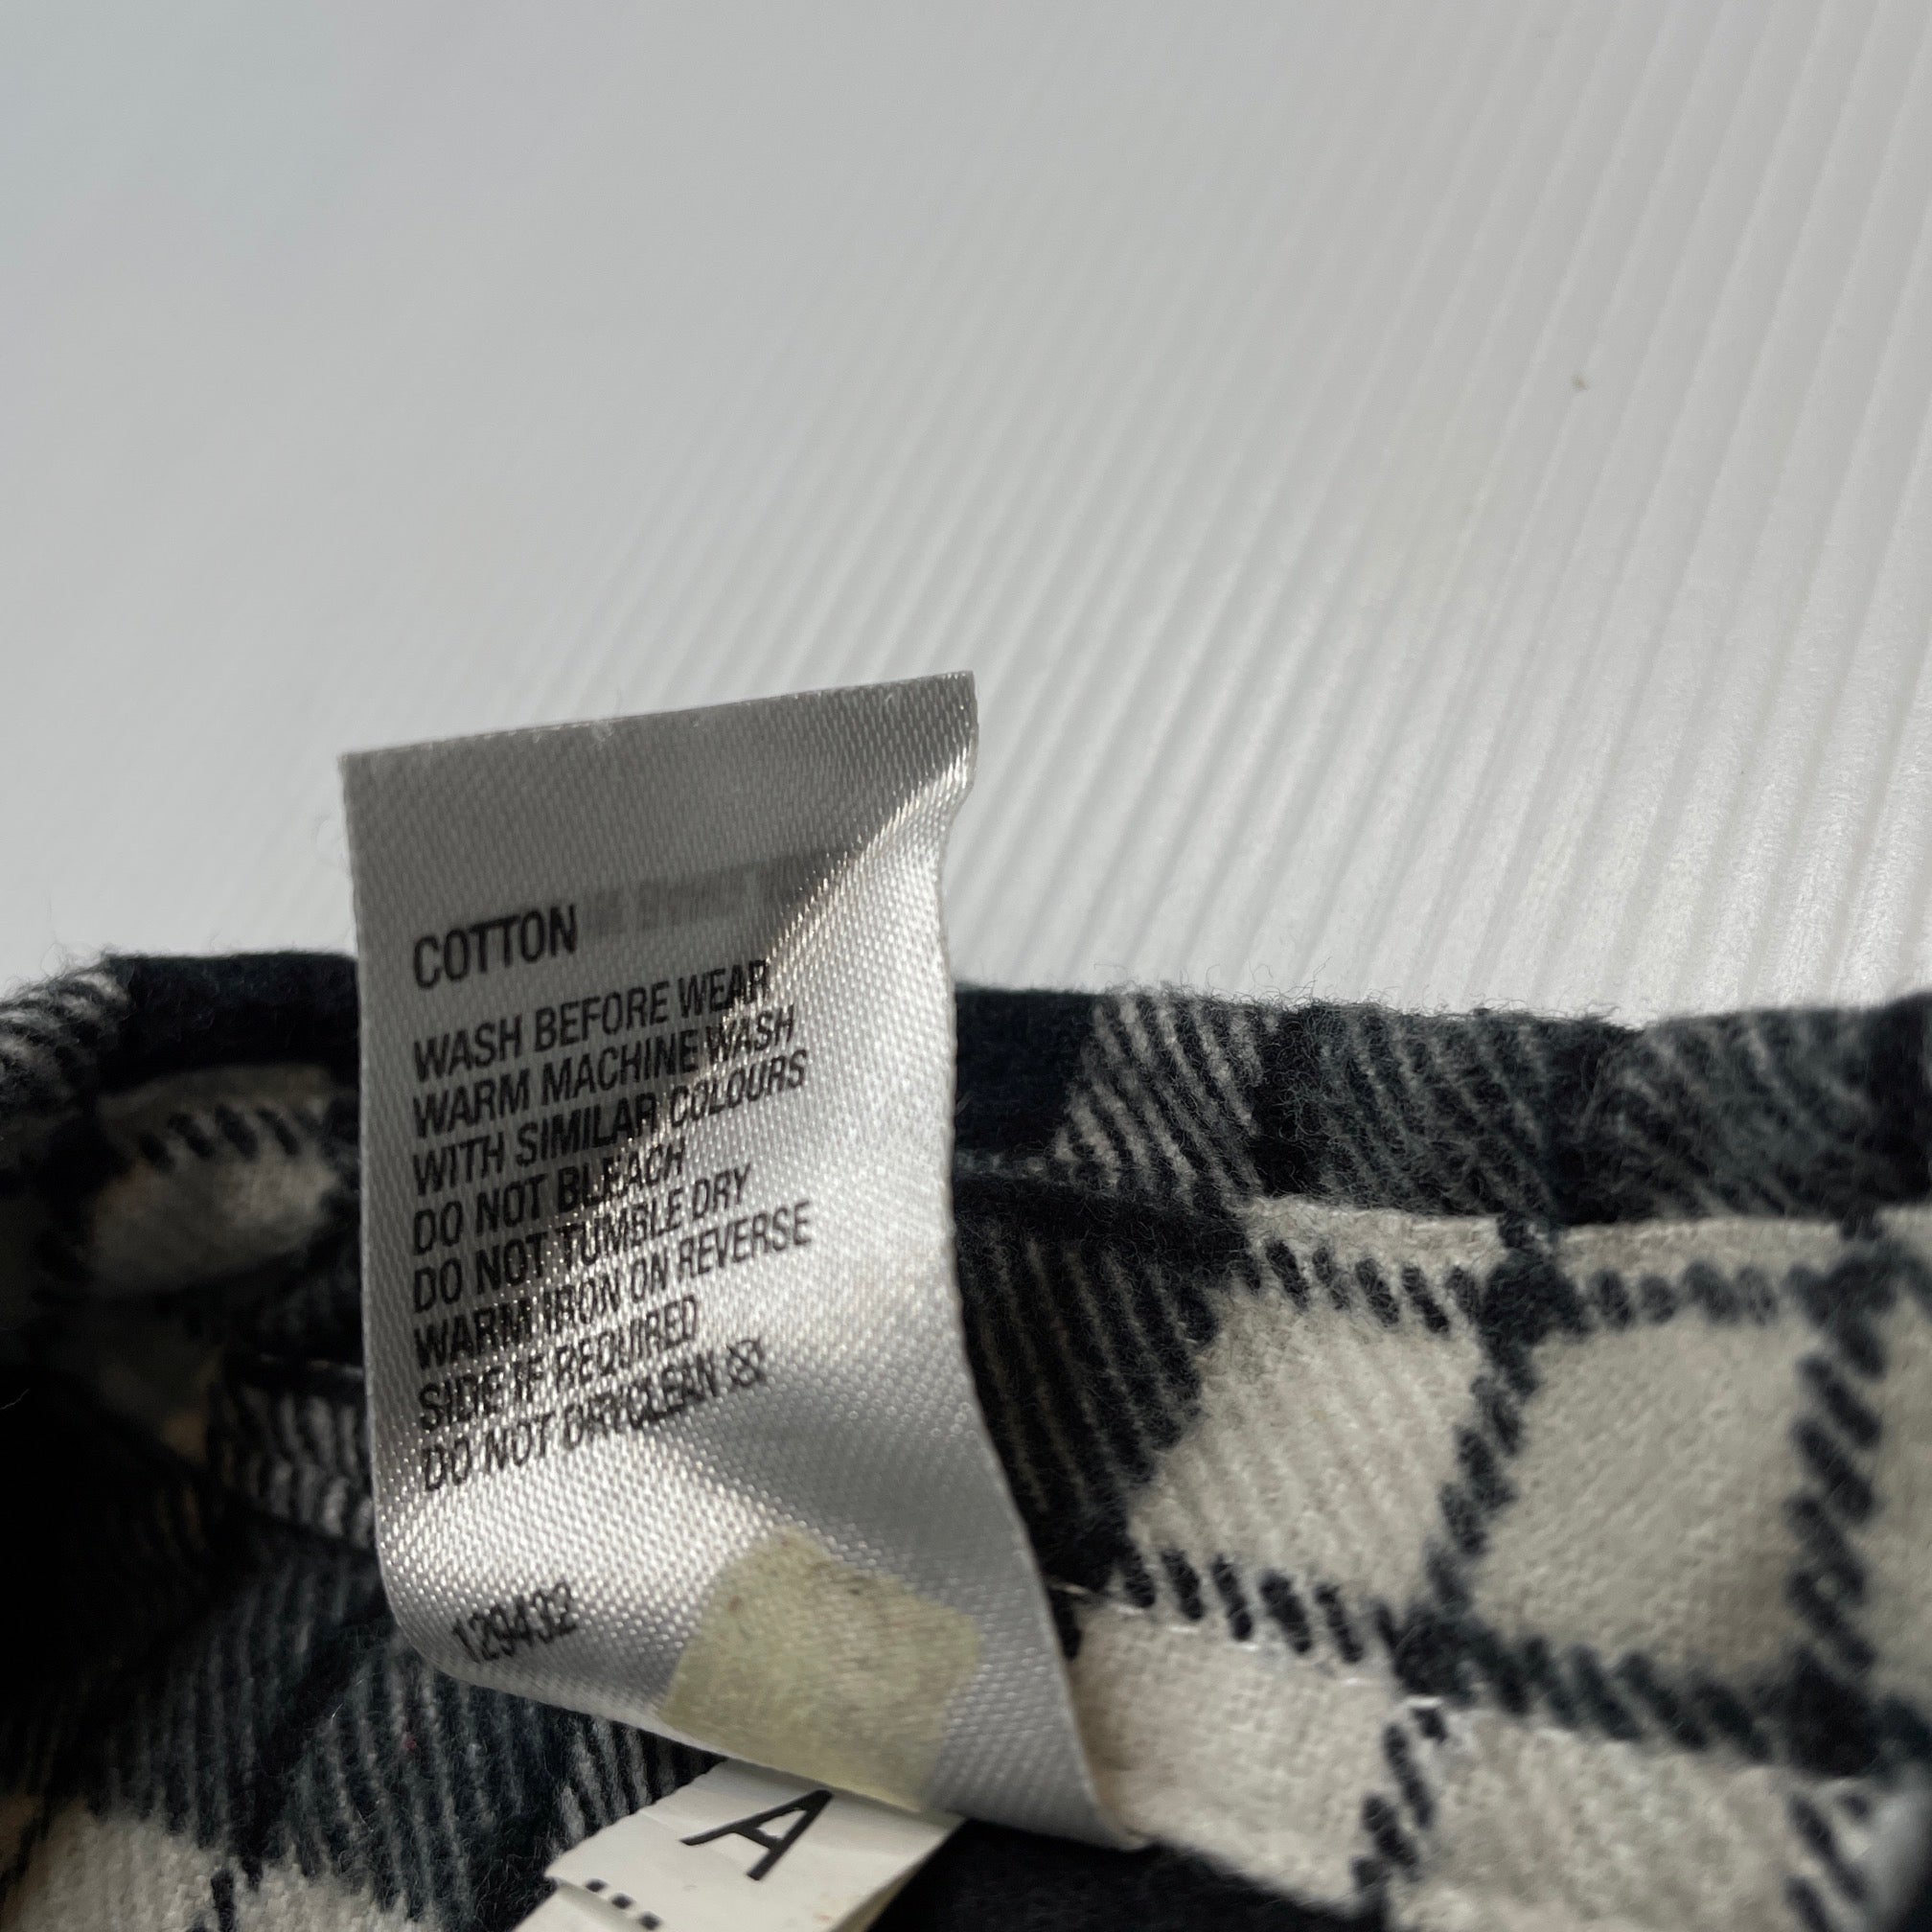 COTTON
WASH BEFORE WEAR
WARM MACHINE WASH
WITH SIMILAR COLOURS
DO NOT BLEACH
DO NOT TUMBLE DRY
WARM IRON ON REVERSE
SIDE IF REQUIRED
DO NOT DRYCLEAN
129432
A